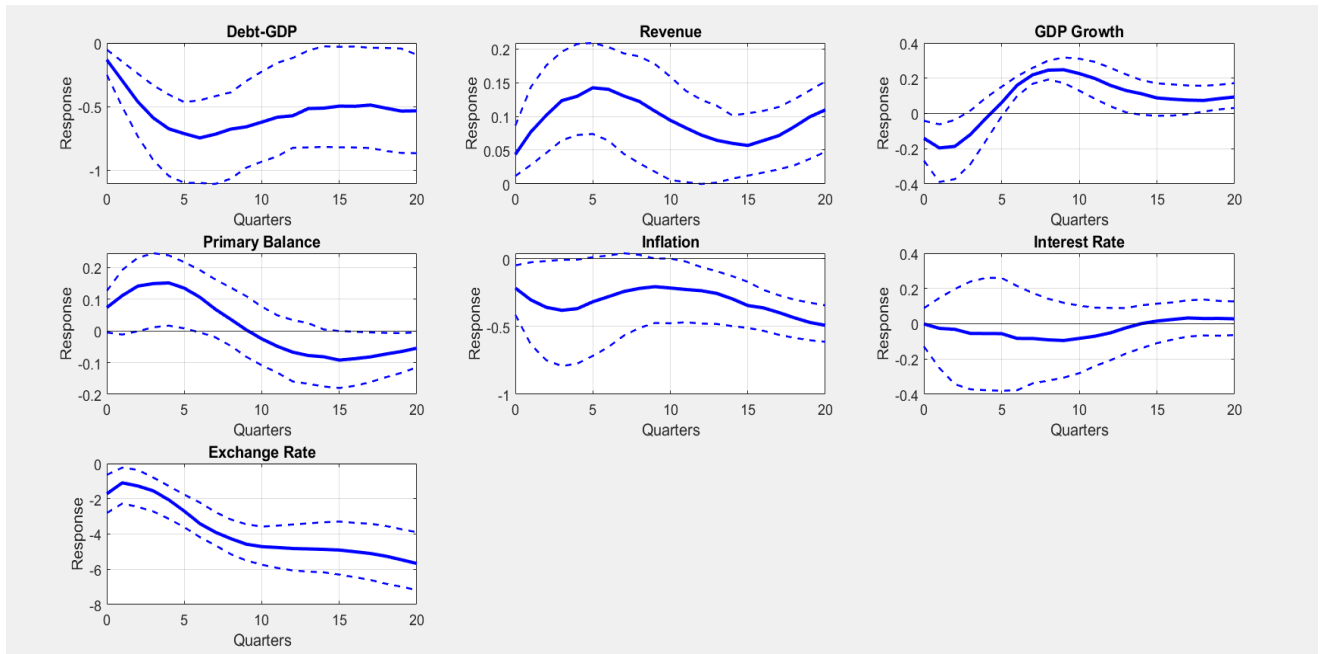 Debt-GDP
0
-0.5
-1
Response
0 5 10 15 20
Quarters
Revenue
0.2
0.15
0.1
0.05
0
Response
0 5 10 15 20
Quarters
GDP Growth
0.4
0.2
0
-0.2
-0.4
Response
0 5 10 15 20
Quarters
Primary Balance
0.2
0.1
0
-0.1
-0.2
Response
0 5 10 15 20
Quarters
Inflation
0
-0.5
-1
Response
0 5 10 15 20
Quarters
Interest Rate
0.4
0.2
0
-0.2
-0.4
Response
0 5 10 15 20
Quarters
Exchange Rate
0
-2
-4
-6
-8
Response
0 5 10 15 20
Quarters